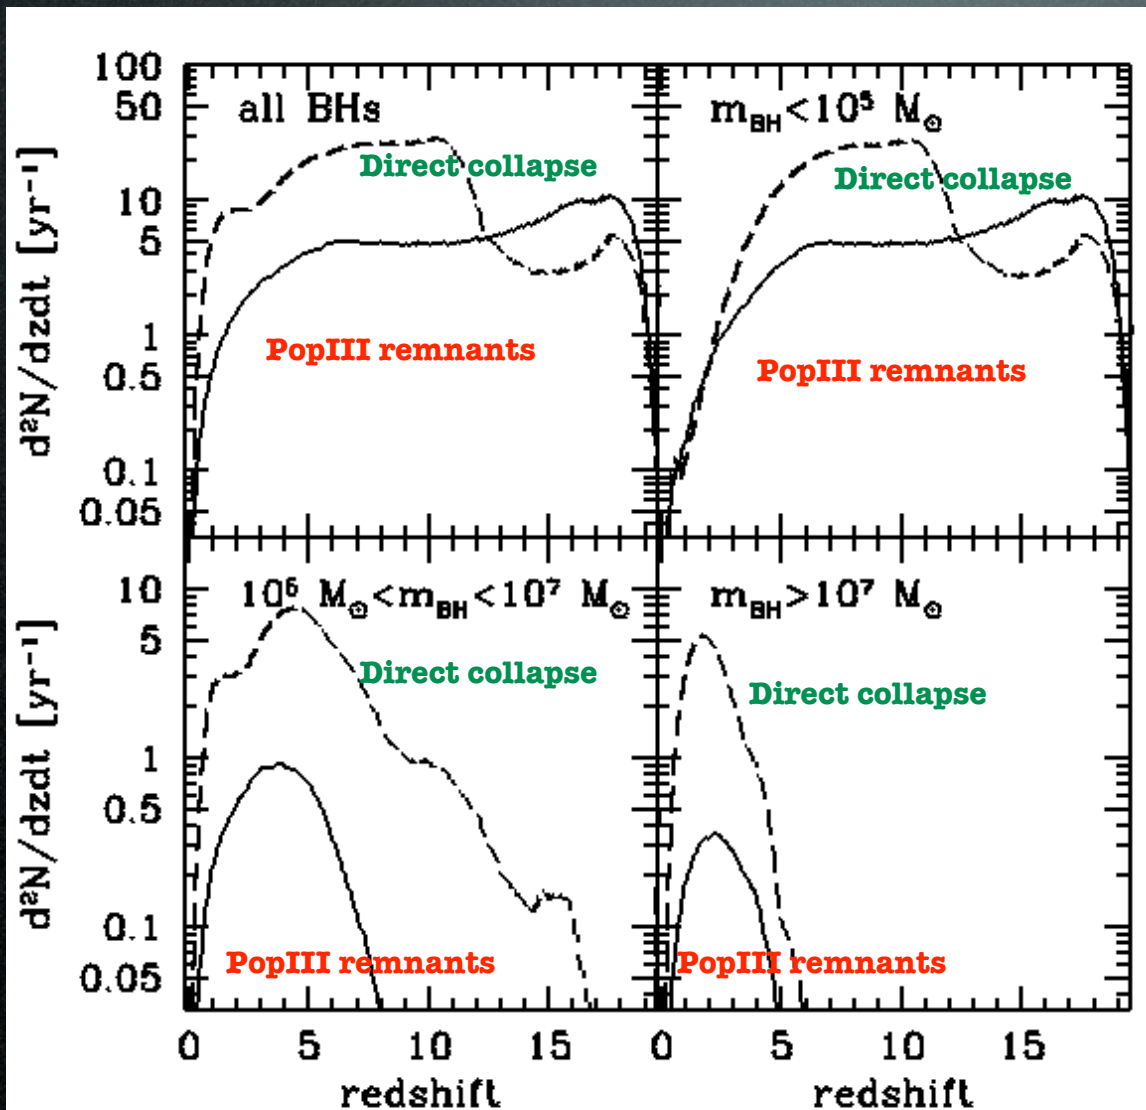 100
50
10
5
1
0.5
0.1
0.05
d²N/dzdt [yr⁻¹]
all BHs
Direct collapse
PopIII remnants
m_BH<10⁵ M_⊙
Direct collapse
PopIII remnants
10
5
1
0.5
0.1
0.05
d²N/dzdt [yr⁻¹]
10⁵ M_⊙<m_BH<10⁷ M_⊙
Direct collapse
PopIII remnants
m_BH>10⁷ M_⊙
Direct collapse
PopIII remnants
0 5 10 15
0 5 10 15
redshift
redshift